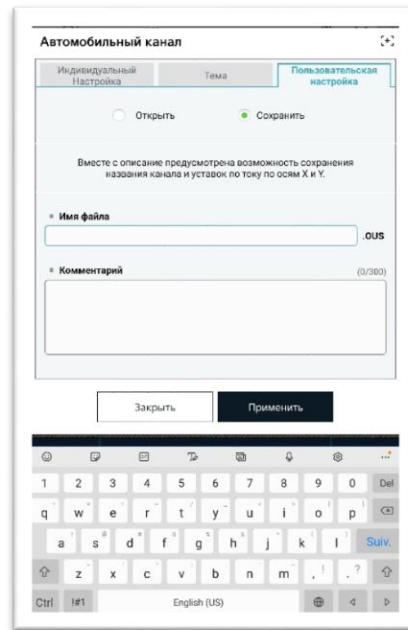 Автомобильный канал
Индивидуальный
Настройка
Тема
Пользовательская
настройка
Открыть
Сохранить
Вместе с описание предусмотрена возможность сохранения
названия канала и уставок по току по осям X и Y.
Имя файла
.OUS
Комментарий
(0/300)
Закрыть
Применить
1 2 3 4 5 6 7 8 9 0 Del
q w e r t y u i o p
a s d f g h j k l Suiv.
z x c v b n m , ! . ?
Ctrl !#1 English (US)